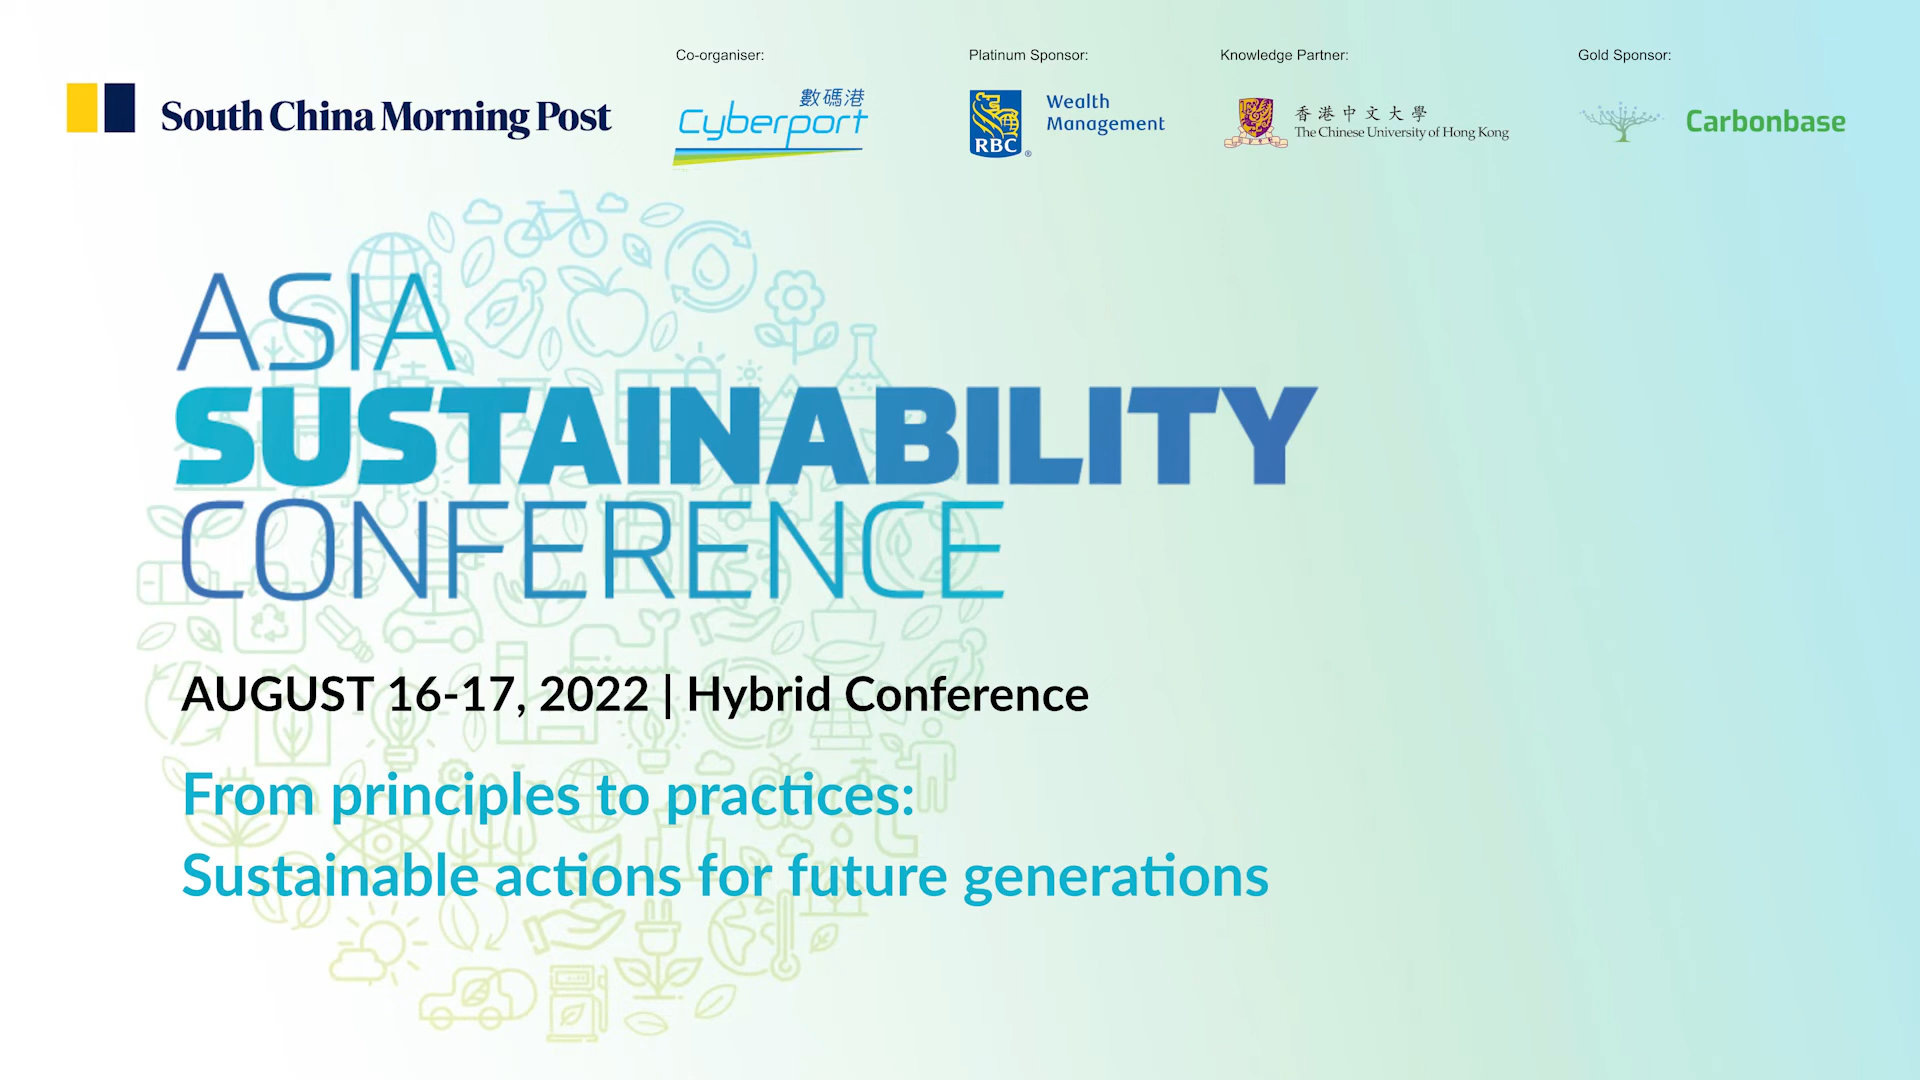 South China Morning Post
Co-organiser:
數碼港
Cyberport
Platinum Sponsor:
RBC®
Wealth
Management
Knowledge Partner:
香港中文大學
The Chinese University of Hong Kong
Gold Sponsor:
Carbonbase
ASIA
SUSTAINABILITY
CONFERENCE
AUGUST 16-17, 2022 | Hybrid Conference
From principles to practices:
Sustainable actions for future generations